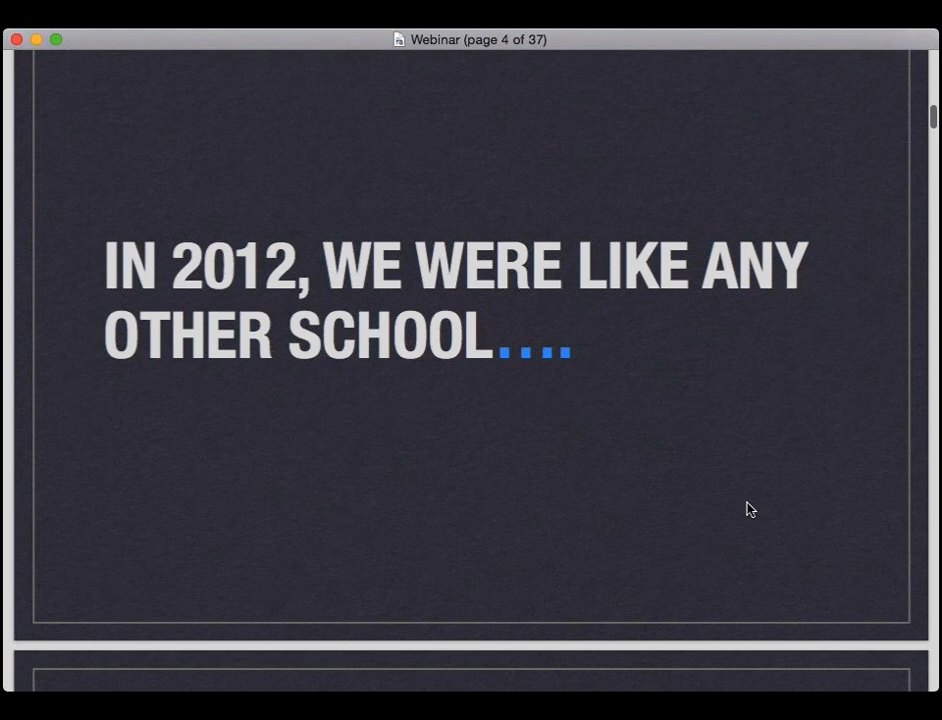 Webinar (page 4 of 37)
IN 2012, WE WERE LIKE ANY
OTHER SCHOOL....